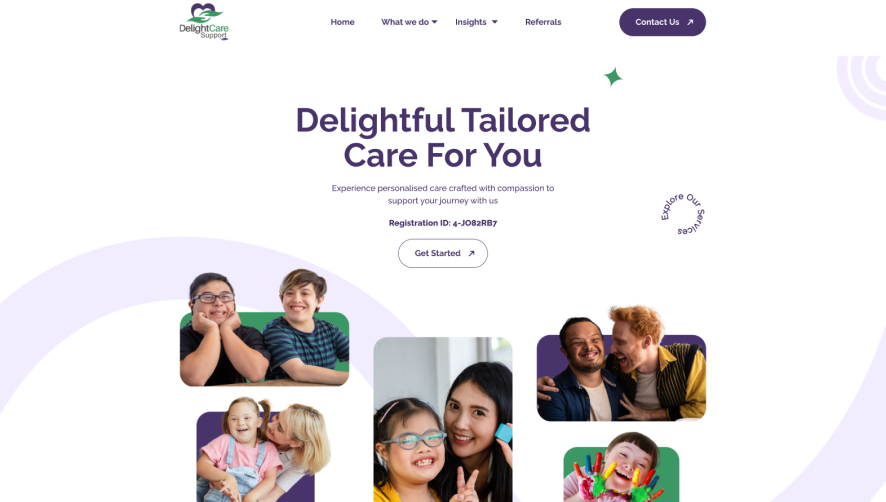 DelightCare
Support
Home
What we do
Insights
Referrals
Contact Us
Delightful Tailored
Care For You
Experience personalised care crafted with compassion to
support your journey with us
Registration ID: 4-JO82RB7
Explore Our Services
Get Started